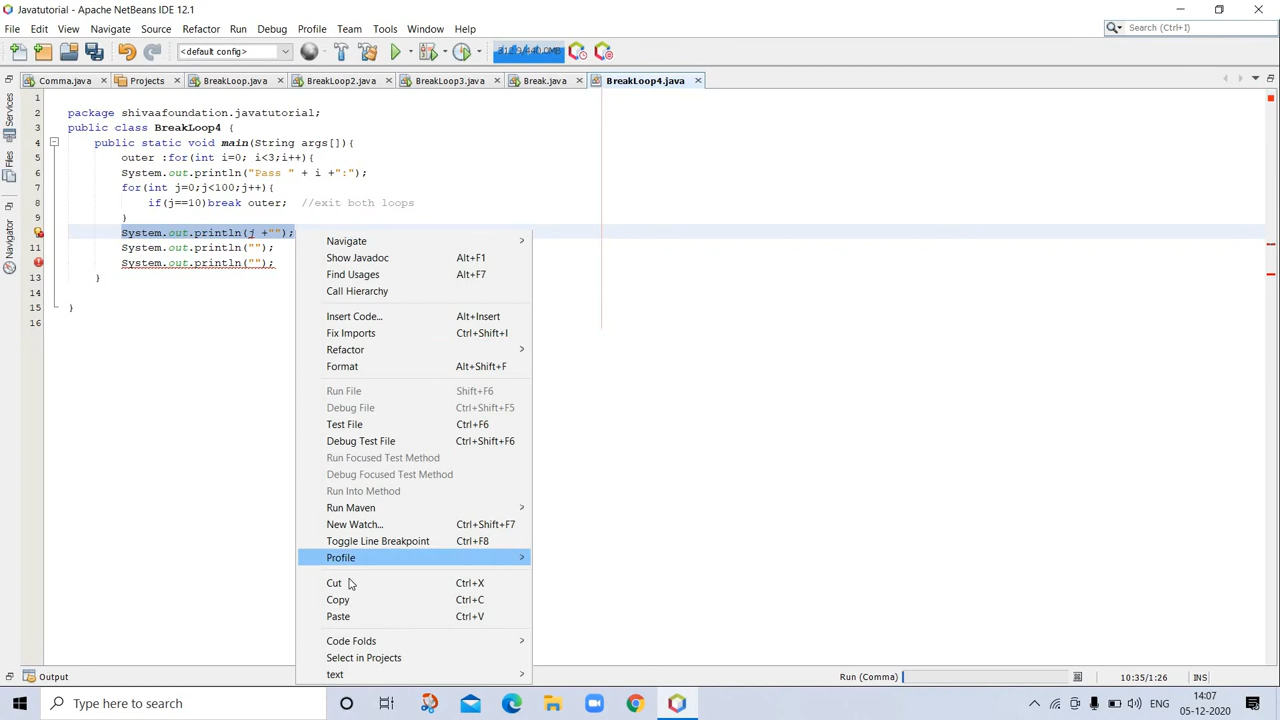 Javatutorial - Apache NetBeans IDE 12.1
File Edit View Navigate Source Refactor Run Debug Profile Team Tools Window Help
Search (Ctrl+I)
<default config>
Comma.java Projects BreakLoop.java BreakLoop2.java BreakLoop3.java Break.java BreakLoop4.java
Services
Files
Navigator
1
2 package shivaafoundation.javatutorial;
3 public class BreakLoop4 {
4 public static void main(String args[]){
5 outer :for(int i=0; i<3;i++){
6 System.out.println("Pass " + i +":");
7 for(int j=0;j<100;j++){
8 if(j==10)break outer; //exit both loops
9 }
System.out.println(j +"");
11 System.out.println("");
System.out.println("");
13 }
14
15 }
16
Navigate
Show Javadoc Alt+F1
Find Usages Alt+F7
Call Hierarchy
Insert Code... Alt+Insert
Fix Imports Ctrl+Shift+I
Refactor
Format Alt+Shift+F
Run File Shift+F6
Debug File Ctrl+Shift+F5
Test File Ctrl+F6
Debug Test File Ctrl+Shift+F6
Run Focused Test Method
Debug Focused Test Method
Run Into Method
Run Maven
New Watch... Ctrl+Shift+F7
Toggle Line Breakpoint Ctrl+F8
Profile
Cut Ctrl+X
Copy Ctrl+C
Paste Ctrl+V
Code Folds
Select in Projects
text
Output
Run (Comma)
10:35/1:26
INS
Type here to search
ENG
14:07
05-12-2020